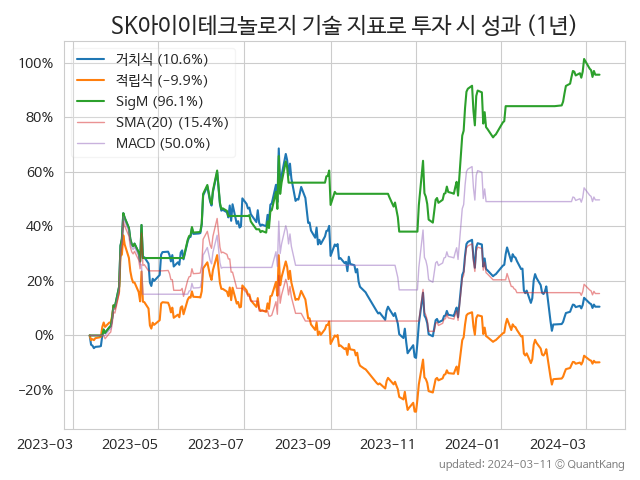 SK아이이테크놀로지 기술 지표로 투자 시 성과 (1년)
100%
80%
60%
40%
20%
0%
−20%
거치식 (10.6%)
적립식 (−9.9%)
SigM (96.1%)
SMA(20) (15.4%)
MACD (50.0%)
2023-03
2023-05
2023-07
2023-09
2023-11
2024-01
2024-03
updated: 2024-03-11 © QuantKang